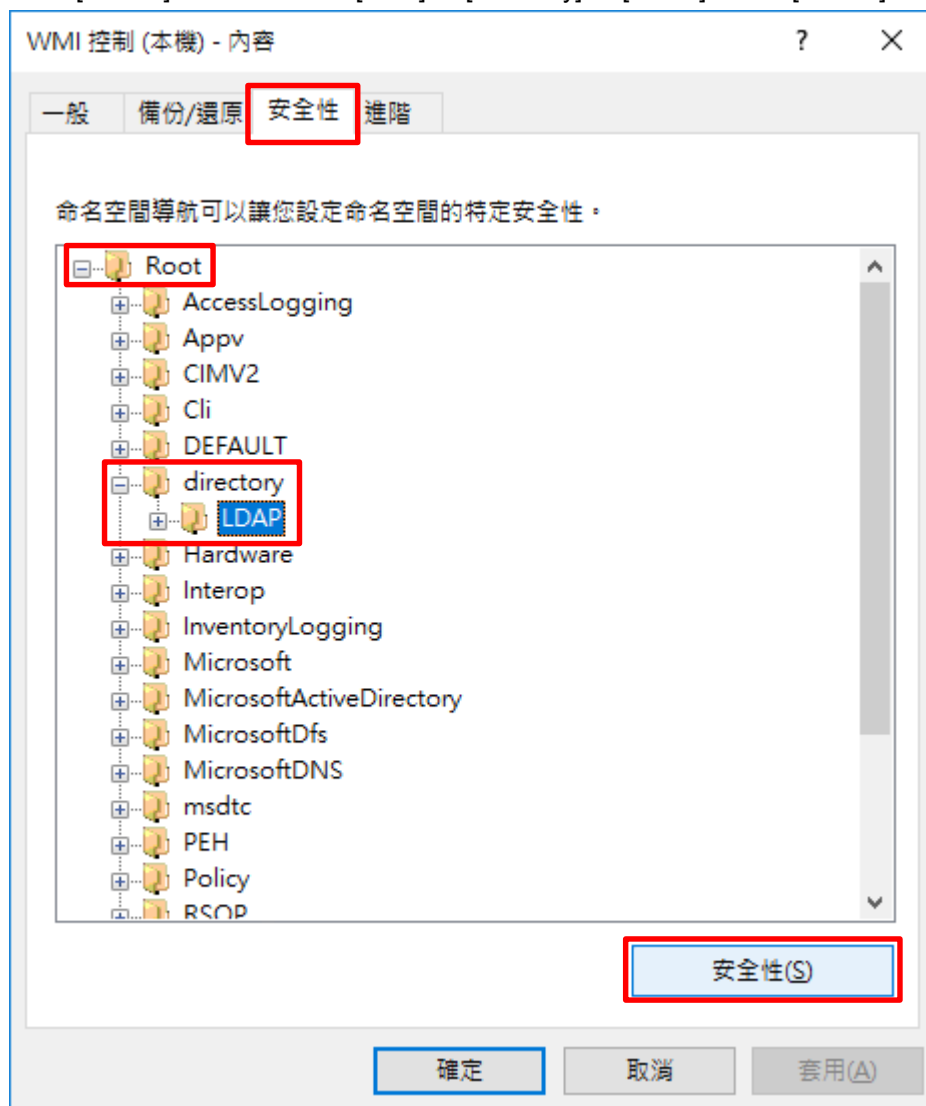 WMI 控制 (本機) - 內容 ? ✕
一般 備份/還原 安全性 進階
命名空間導航可以讓您設定命名空間的特定安全性。
Root
AccessLogging
Appv
CIMV2
Cli
DEFAULT
directory
LDAP
Hardware
Interop
InventoryLogging
Microsoft
MicrosoftActiveDirectory
MicrosoftDfs
MicrosoftDNS
msdtc
PEH
Policy
RSOP
安全性(S)
確定 取消 套用(A)